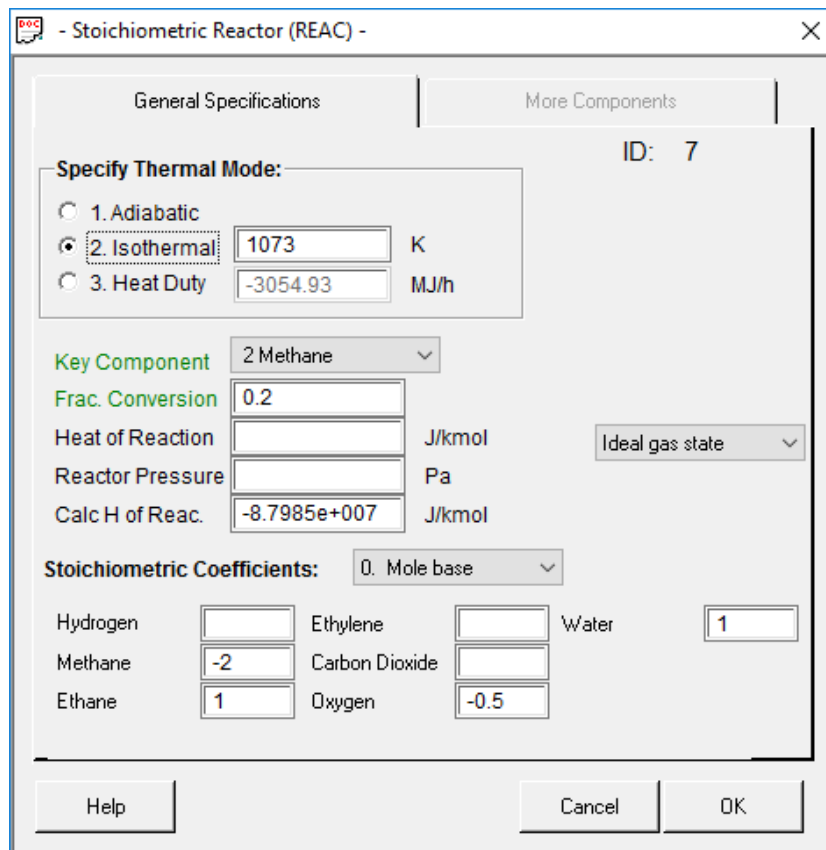 DOC - Stoichiometric Reactor (REAC) -
General Specifications More Components
ID: 7
Specify Thermal Mode:
1. Adiabatic
2. Isothermal 1073 K
3. Heat Duty -3054.93 MJ/h
Key Component 2 Methane
Frac. Conversion 0.2
Heat of Reaction J/kmol Ideal gas state
Reactor Pressure Pa
Calc H of Reac. -8.7985e+007 J/kmol
Stoichiometric Coefficients: 0. Mole base
Hydrogen Ethylene Water 1
Methane -2 Carbon Dioxide
Ethane 1 Oxygen -0.5
Help Cancel OK